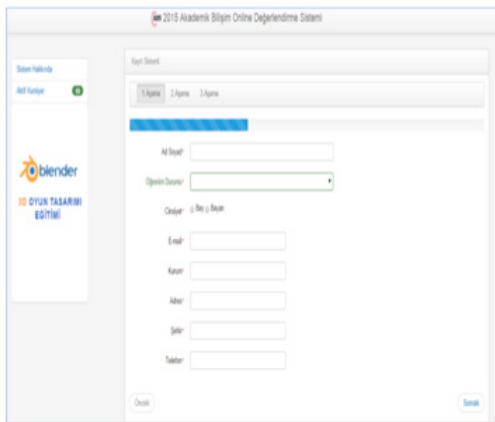 2015 Akademik Bilişim Online Değerlendirme Sistemi
Sistem Hakkında
Aktif Kurslar
blender
3D OYUN TASARIMI
EĞİTİMİ
Kayıt Sistemi
1.Aşama 2.Aşama 3.Aşama
Ad Soyad*
Öğrenim Durumu*
Cinsiyet* Bay Bayan
E-mail*
Kurum*
Adres*
Şehir*
Telefon*
Önceki
Sonraki